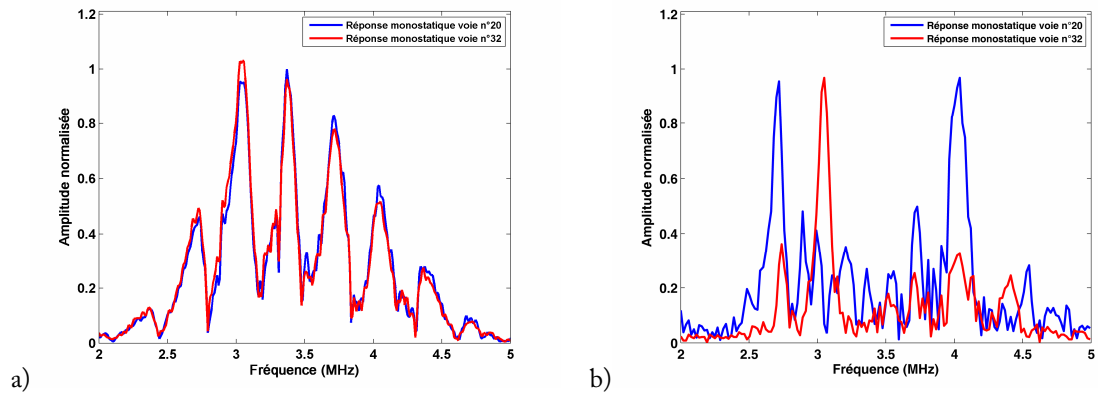 1.2
1
0.8
0.6
0.4
0.2
0
Amplitude normalisée
Réponse monostatique voie n°20
Réponse monostatique voie n°32
2 2.5 3 3.5 4 4.5 5
Fréquence (MHz)
a)
1.2
1
0.8
0.6
0.4
0.2
0
Amplitude normalisée
Réponse monostatique voie n°20
Réponse monostatique voie n°32
2 2.5 3 3.5 4 4.5 5
Fréquence (MHz)
b)